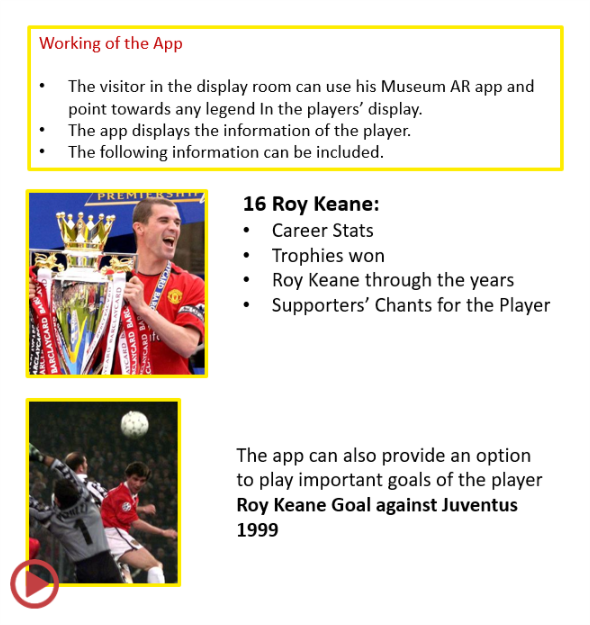 Working of the App
• The visitor in the display room can use his Museum AR app and
point towards any legend In the players’ display.
• The app displays the information of the player.
• The following information can be included.
PREMIERSHIP
16 Roy Keane:
• Career Stats
• Trophies won
• Roy Keane through the years
• Supporters’ Chants for the Player
BARCLAYCARD
BARCLAYCARD
The app can also provide an option
to play important goals of the player
Roy Keane Goal against Juventus
1999
1